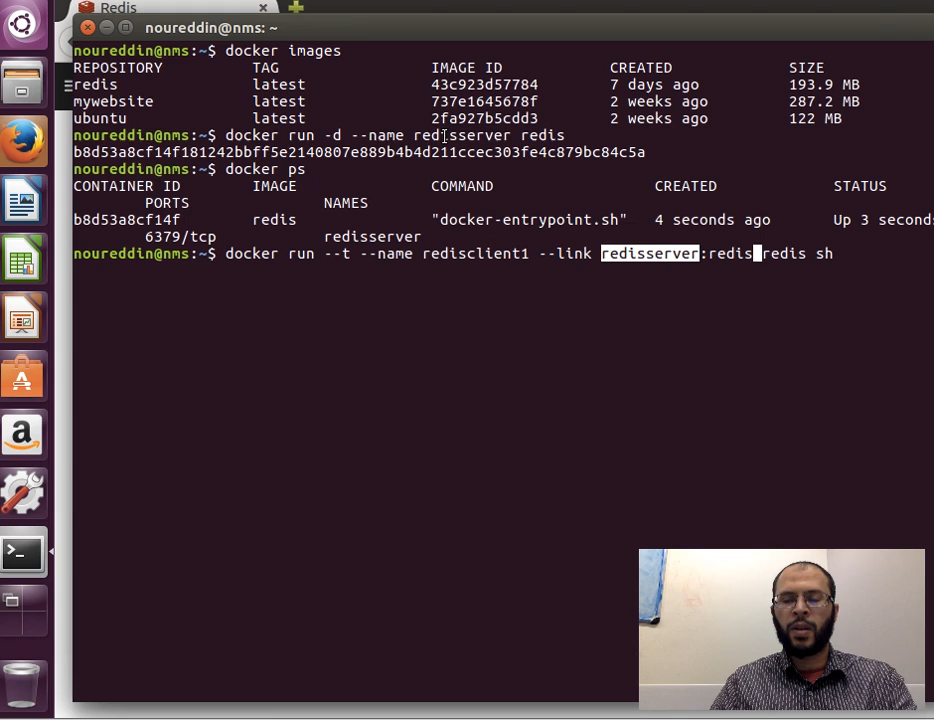 Redis
noureddin@nms: ~
noureddin@nms:~$ docker images
REPOSITORY TAG IMAGE ID CREATED SIZE
redis latest 43c923d57784 7 days ago 193.9 MB
mywebsite latest 737e1645678f 2 weeks ago 287.2 MB
ubuntu latest 2fa927b5cdd3 2 weeks ago 122 MB
noureddin@nms:~$ docker run -d --name redisserver redis
b8d53a8cf14f181242bbff5e2140807e889b4b4d211ccec303fe4c879bc84c5a
noureddin@nms:~$ docker ps
CONTAINER ID IMAGE COMMAND CREATED STATUS
PORTS NAMES
b8d53a8cf14f redis "docker-entrypoint.sh" 4 seconds ago Up 3 seconds
6379/tcp redisserver
noureddin@nms:~$ docker run --t --name redisclient1 --link redisserver:redis redis sh